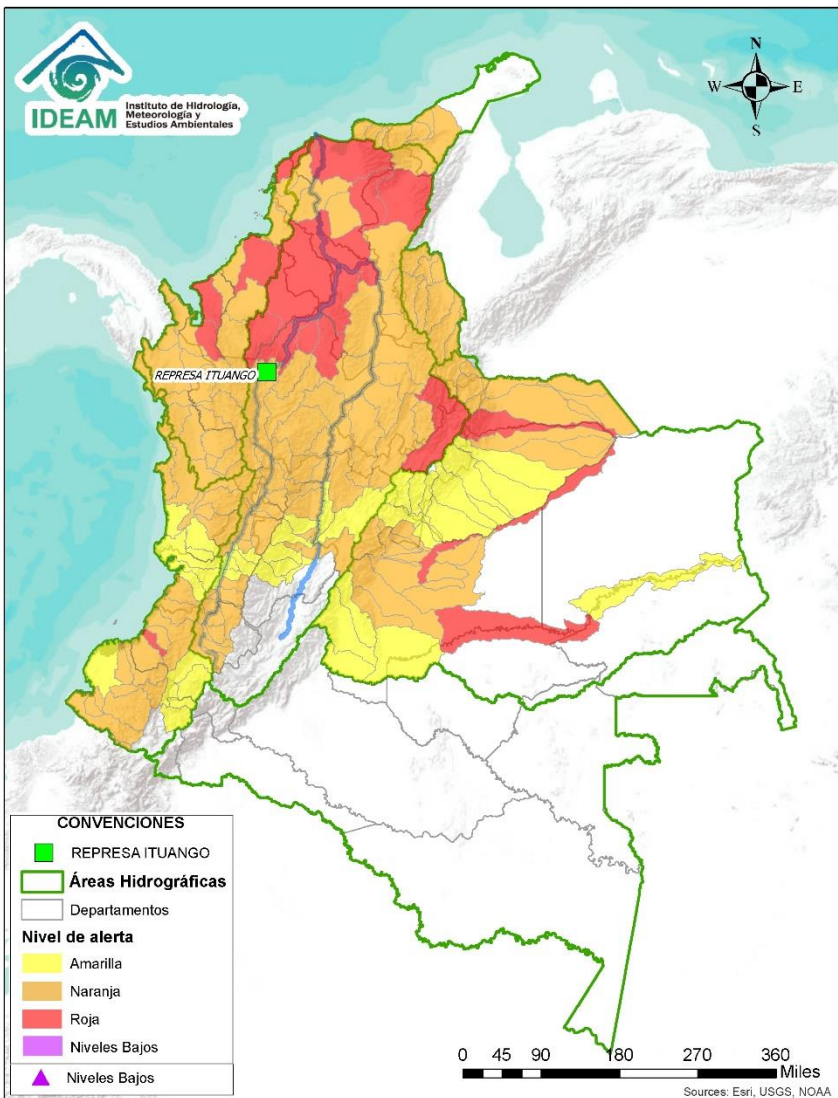 IDEAM
Instituto de Hidrología,
Meteorología y
Estudios Ambientales
N
W
E
S
REPRESA ITUANGO
CONVENCIONES
REPRESA ITUANGO
Áreas Hidrográficas
Departamentos
Nivel de alerta
Amarilla
Naranja
Roja
Niveles Bajos
Niveles Bajos
0 45 90 180 270 360
Miles
Sources: Esri, USGS, NOAA